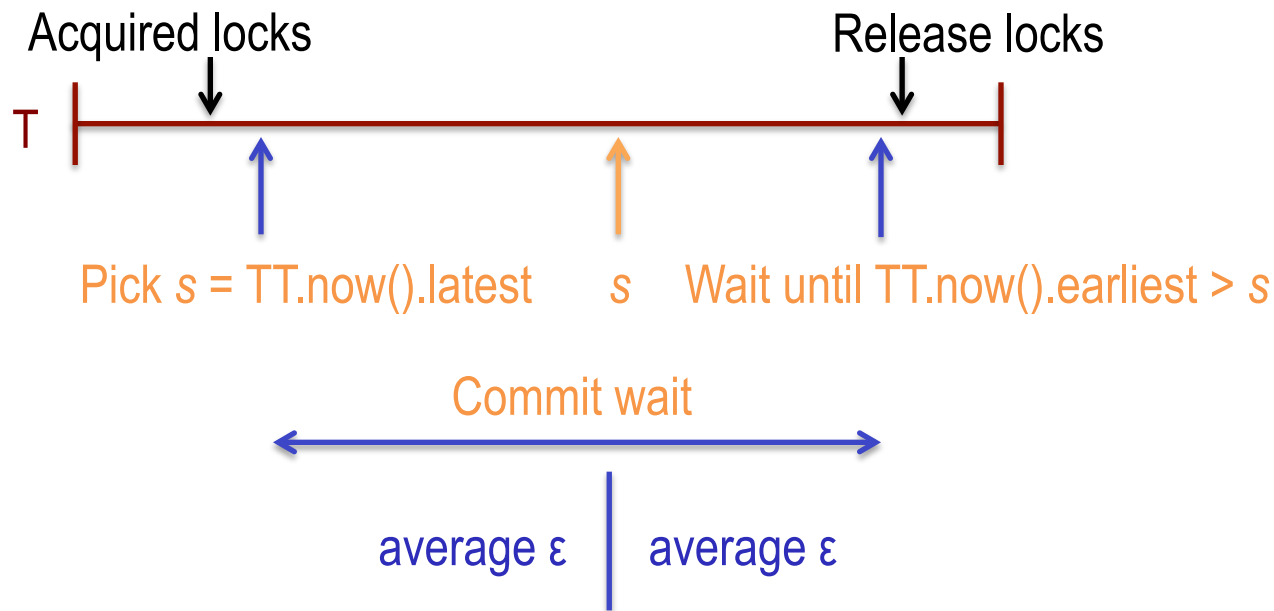 Acquired locks
Release locks
T
Pick s = TT.now().latest
s
Wait until TT.now().earliest > s
Commit wait
average ε
average ε